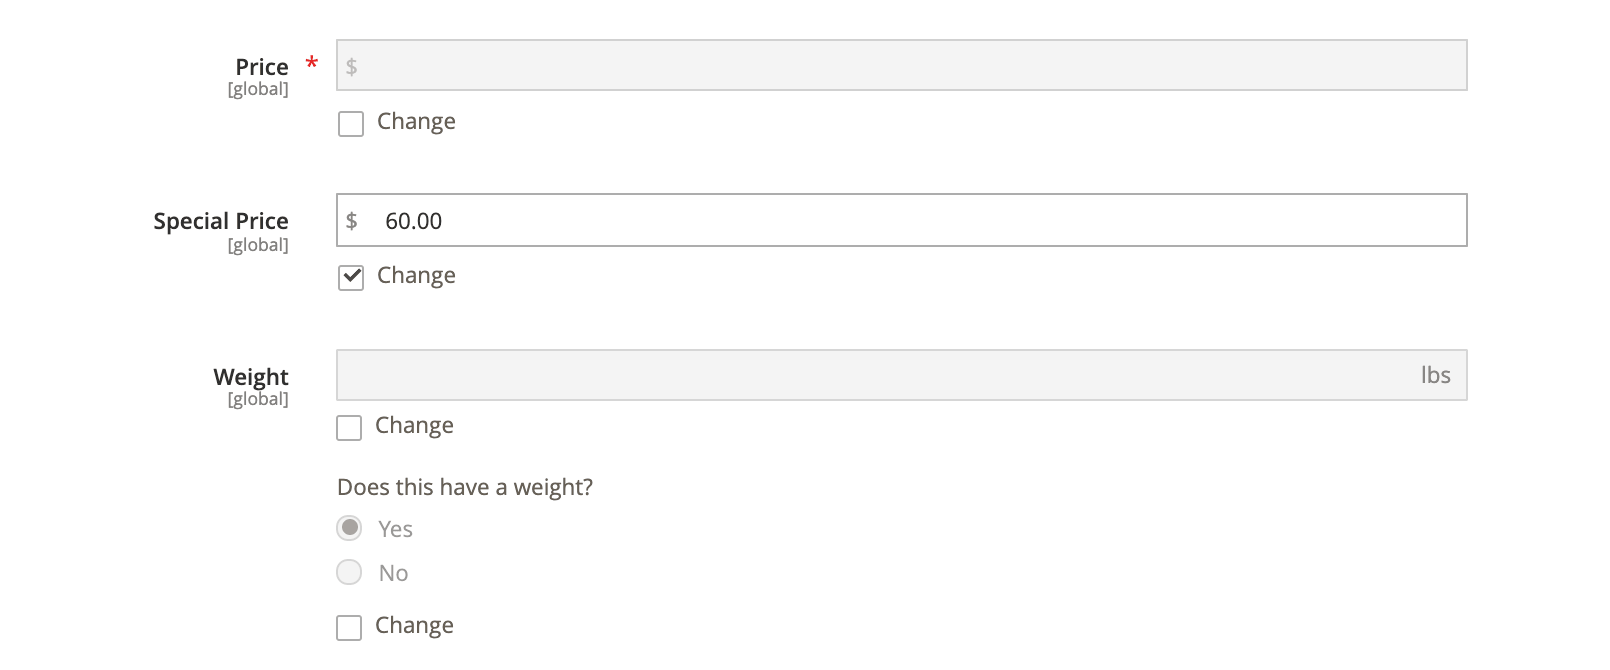 Price *
[global]
$
Change
Special Price
[global]
$ 60.00
Change
Weight
[global]
lbs
Change
Does this have a weight?
Yes
No
Change